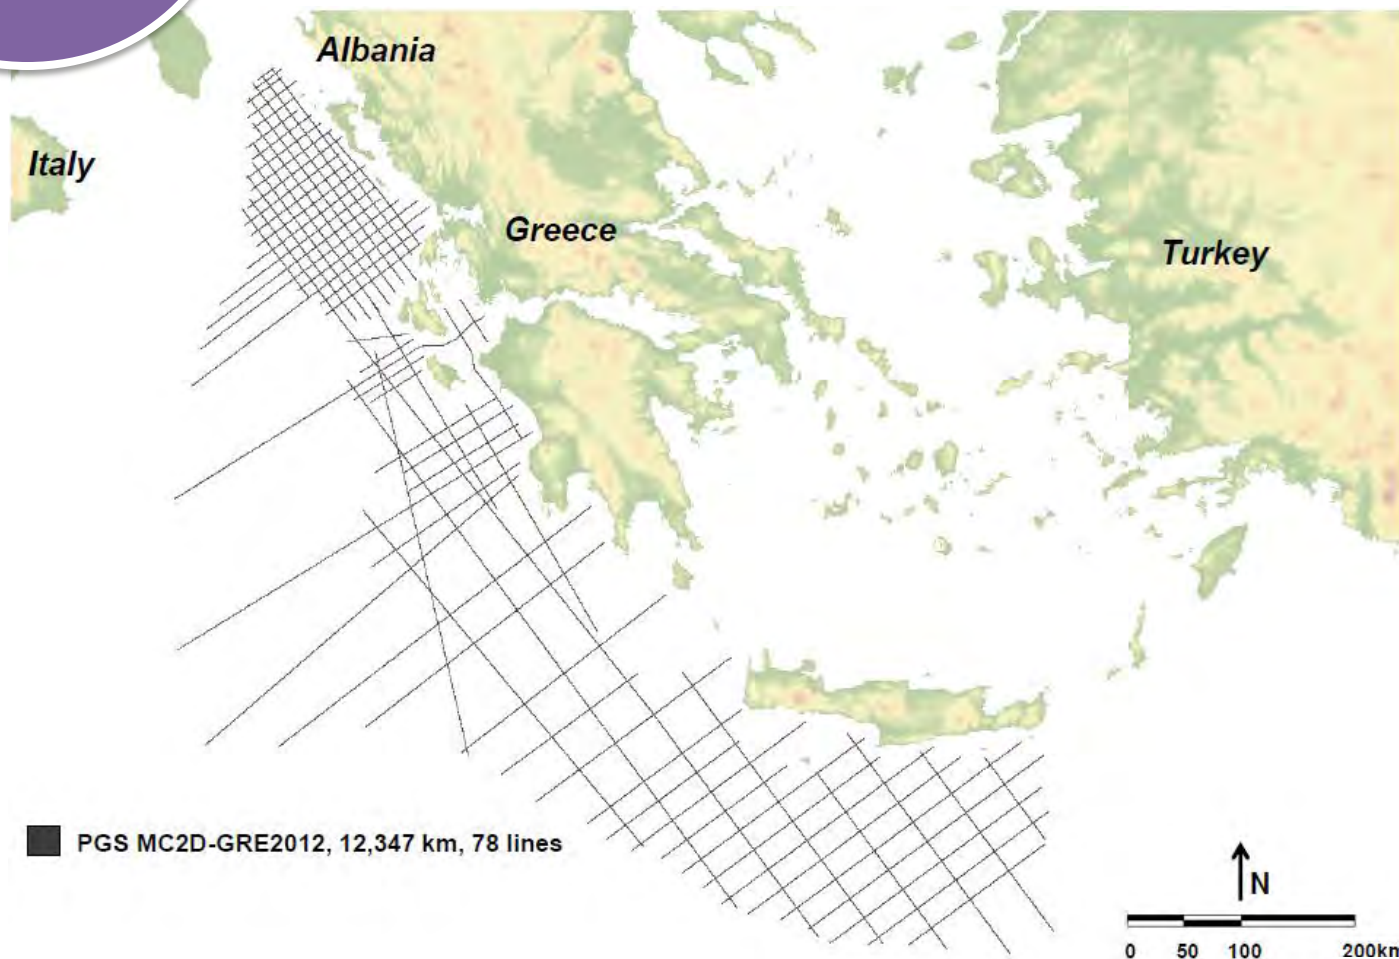 Albania
Italy
Greece
Turkey
PGS MC2D-GRE2012, 12,347 km, 78 lines
N
0 50 100 200km